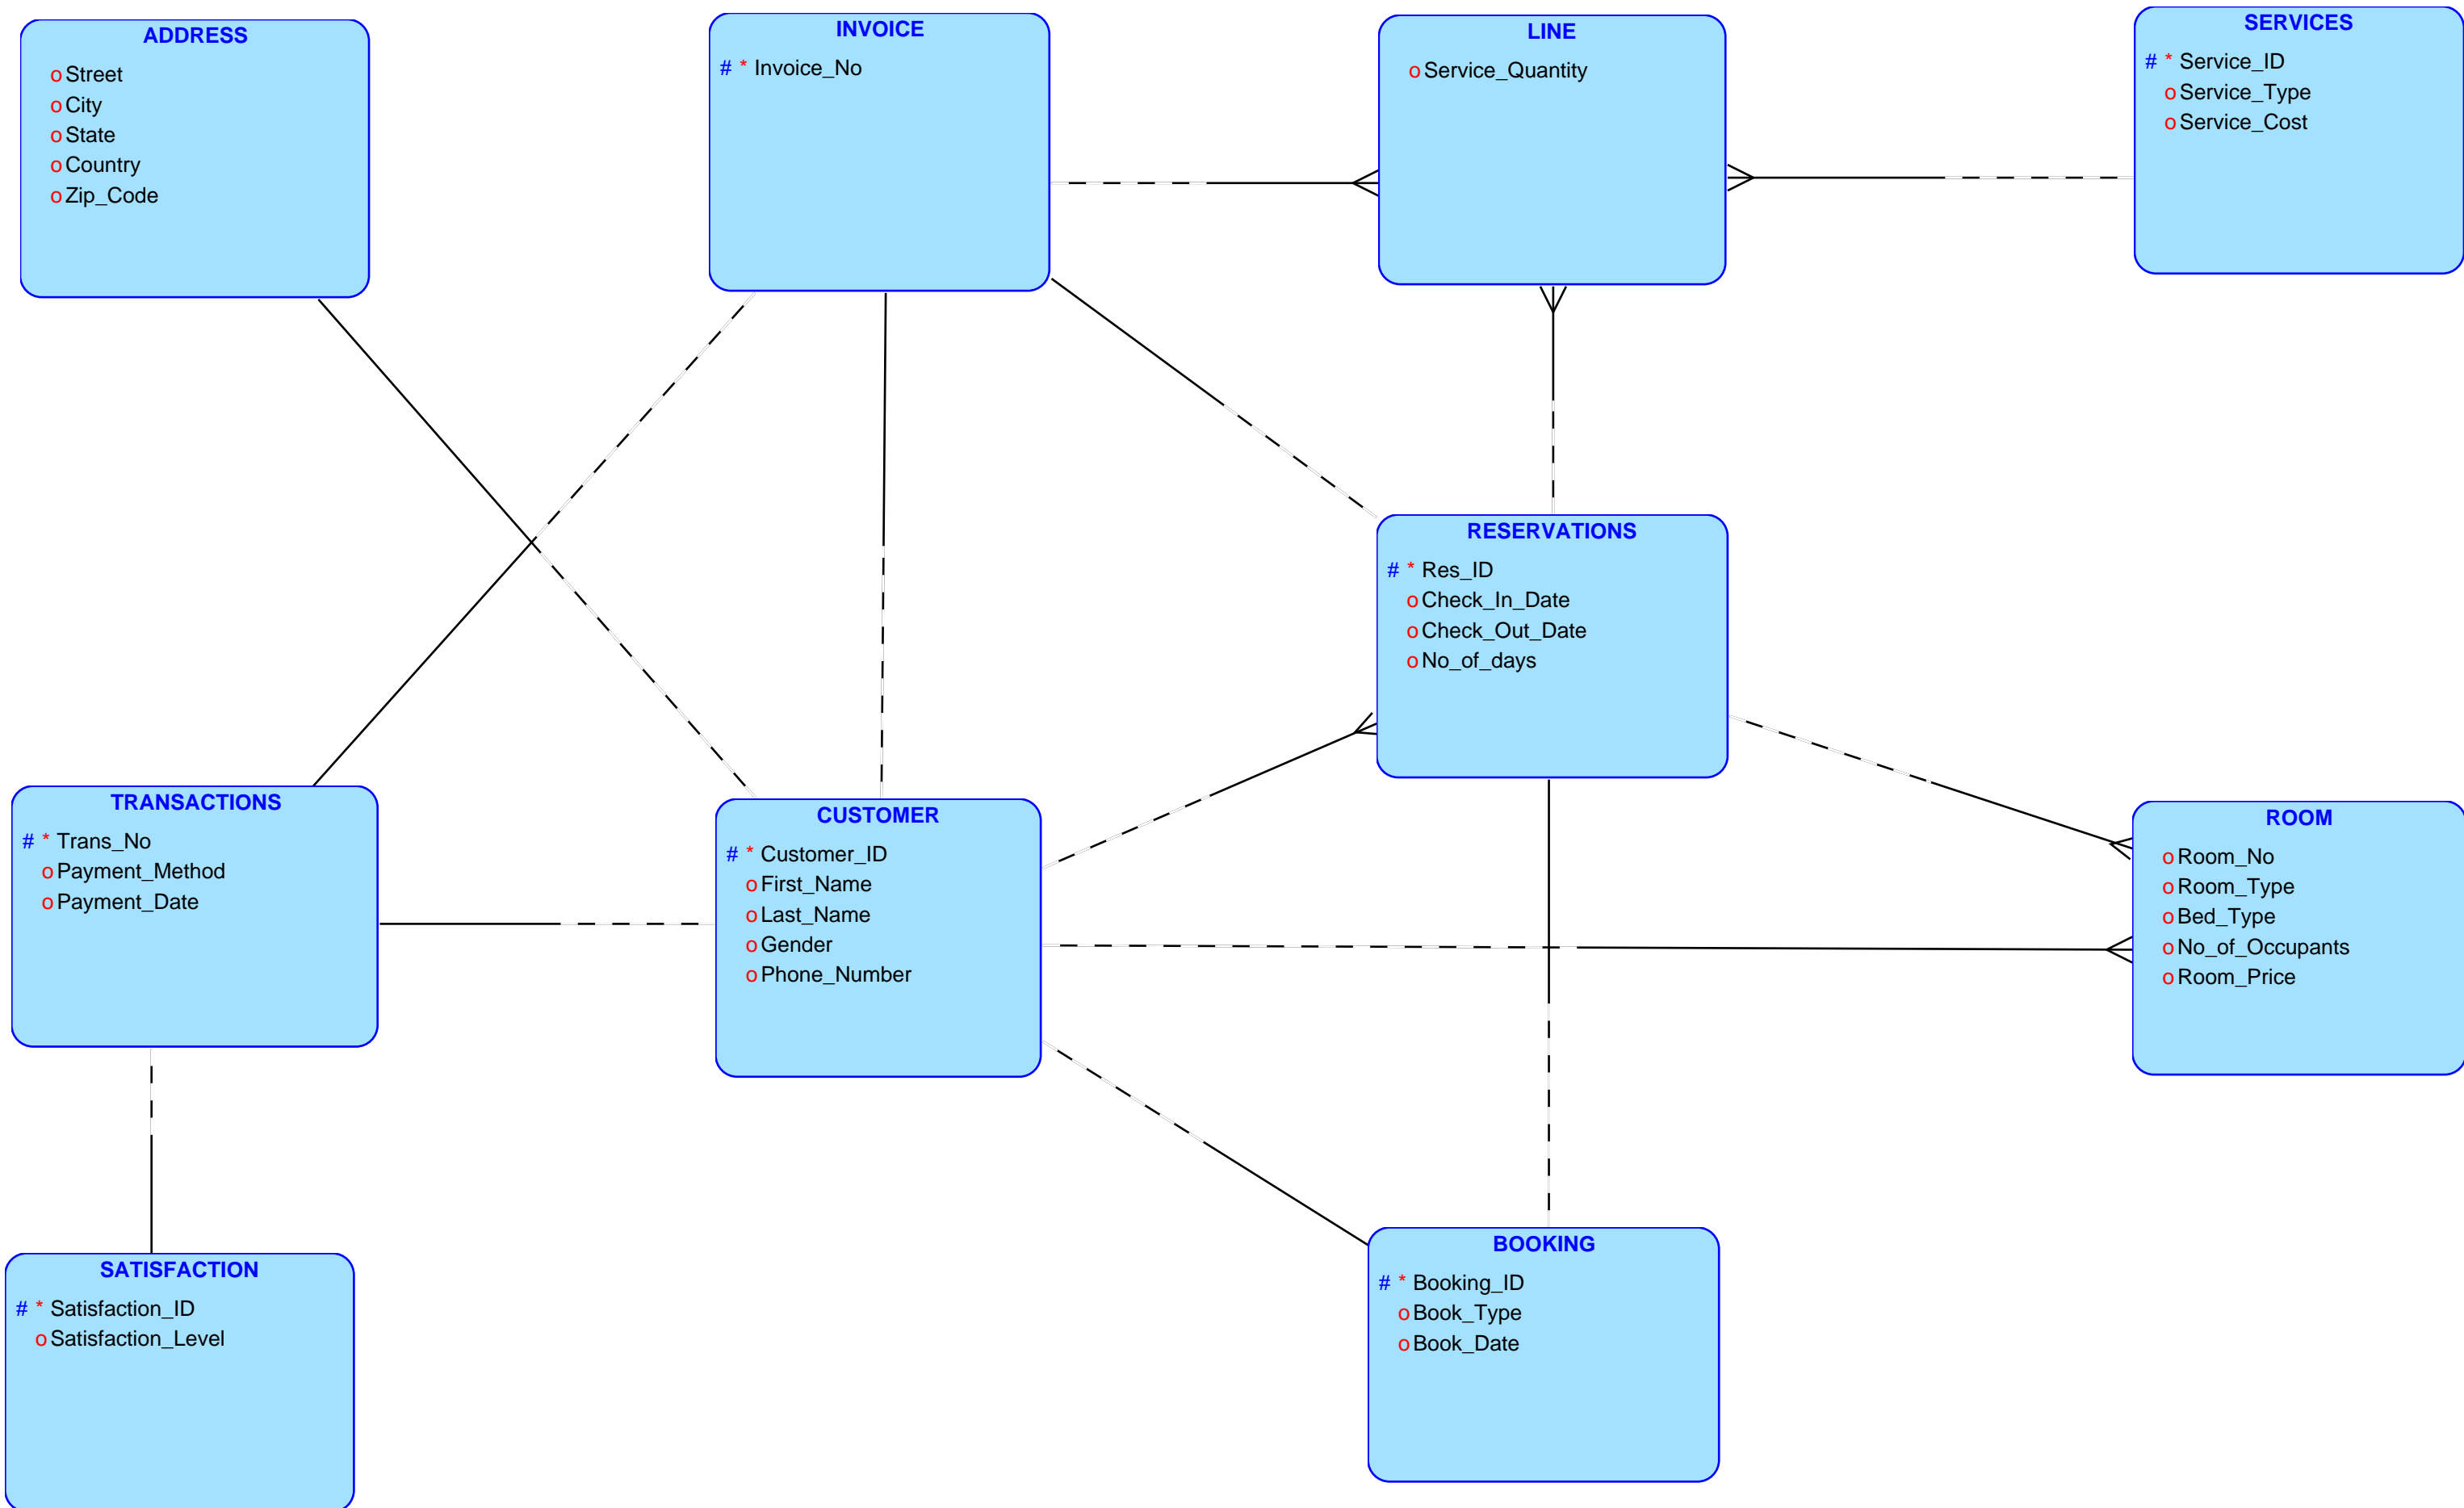 ADDRESS
o Street
o City
o State
o Country
o Zip_Code
INVOICE
# * Invoice_No
LINE
o Service_Quantity
SERVICES
# * Service_ID
o Service_Type
o Service_Cost
RESERVATIONS
# * Res_ID
o Check_In_Date
o Check_Out_Date
o No_of_days
TRANSACTIONS
# * Trans_No
o Payment_Method
o Payment_Date
CUSTOMER
# * Customer_ID
o First_Name
o Last_Name
o Gender
o Phone_Number
ROOM
o Room_No
o Room_Type
o Bed_Type
o No_of_Occupants
o Room_Price
SATISFACTION
# * Satisfaction_ID
o Satisfaction_Level
BOOKING
# * Booking_ID
o Book_Type
o Book_Date